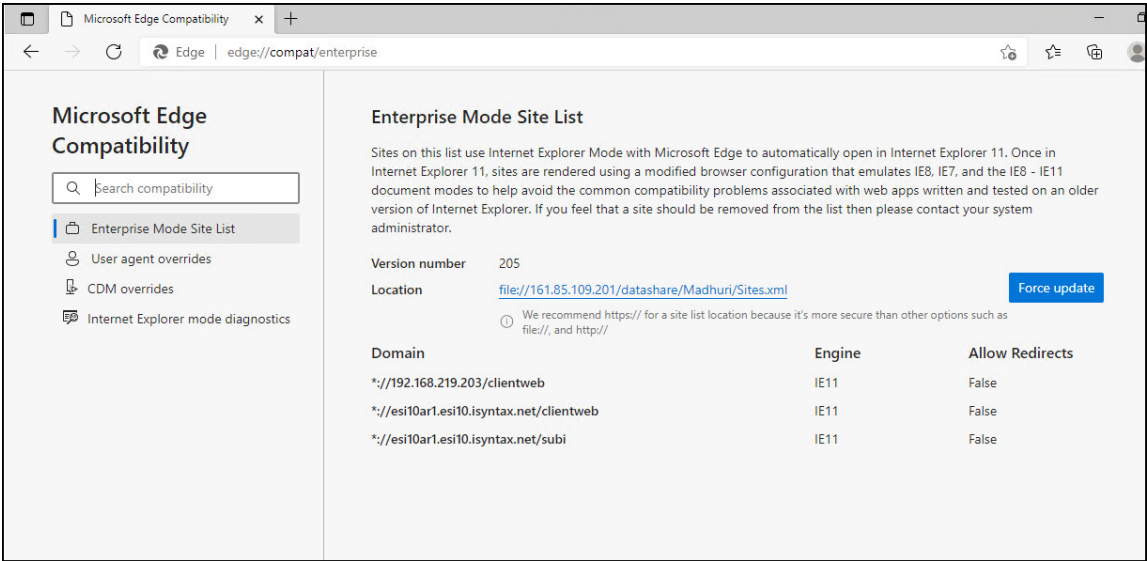 Microsoft Edge Compatibility
Edge | edge://compat/enterprise
Microsoft Edge
Compatibility
Search compatibility
Enterprise Mode Site List
User agent overrides
CDM overrides
Internet Explorer mode diagnostics
Enterprise Mode Site List
Sites on this list use Internet Explorer Mode with Microsoft Edge to automatically open in Internet Explorer 11. Once in
Internet Explorer 11, sites are rendered using a modified browser configuration that emulates IE8, IE7, and the IE8 - IE11
document modes to help avoid the common compatibility problems associated with web apps written and tested on an older
version of Internet Explorer. If you feel that a site should be removed from the list then please contact your system
administrator.
Version number 205
Location file://161.85.109.201/datashare/Madhuri/Sites.xml Force update
We recommend https:// for a site list location because it's more secure than other options such as
file://, and http://
Domain Engine Allow Redirects
*://192.168.219.203/clientweb IE11 False
*://esi10ar1.esi10.isyntax.net/clientweb IE11 False
*://esi10ar1.esi10.isyntax.net/subi IE11 False